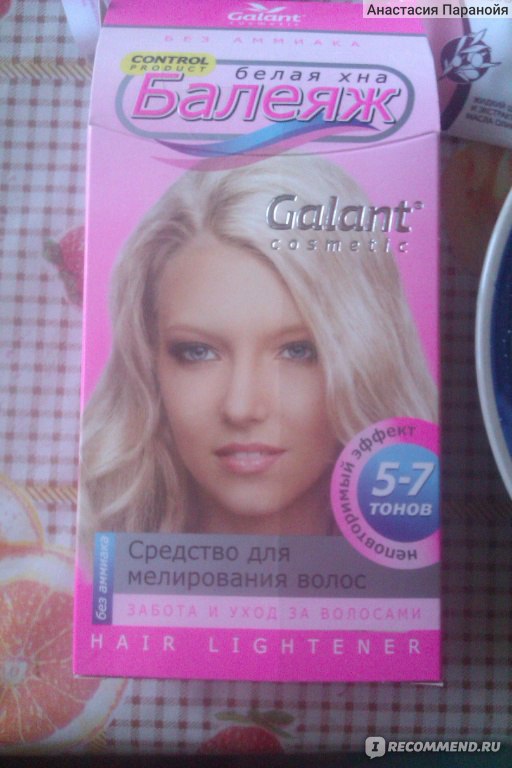 Анастасия Паранойя
Galant
COSMETIC
БЕЗ АММИАКА
CONTROL
PRODUCT
белая хна
Балеяж
Galant®
cosmetic
неповторимый эффект
5-7
ТОНОВ
без аммиака
Средство для
мелирования волос
ЗАБОТА И УХОД ЗА ВОЛОСАМИ
HAIR LIGHTENER
I RECOMMEND.RU